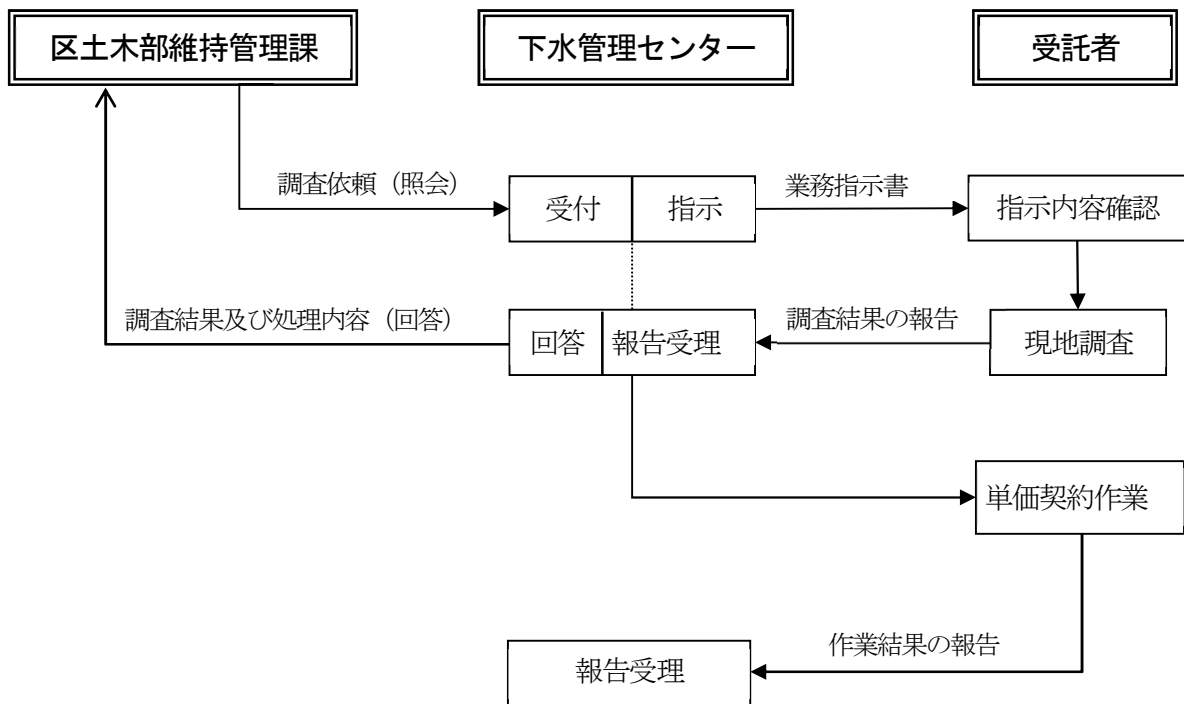 区土木部維持管理課
下水管理センター
受託者
調査依頼（照会）
受付
指示
業務指示書
指示内容確認
調査結果及び処理内容（回答）
回答
報告受理
調査結果の報告
現地調査
単価契約作業
作業結果の報告
報告受理